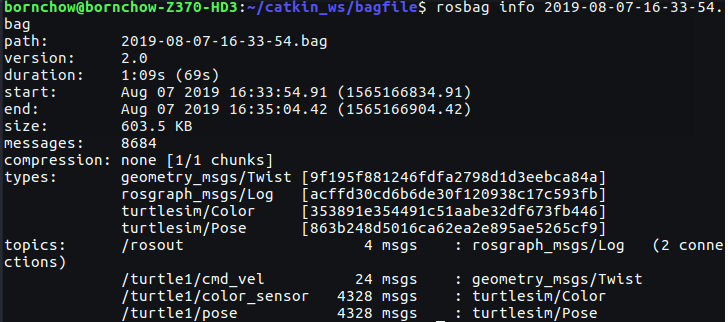 bornchow@bornchow-Z370-HD3:~/catkin_ws/bagfile$ rosbag info 2019-08-07-16-33-54.
bag
path:        2019-08-07-16-33-54.bag
version:     2.0
duration:    1:09s (69s)
start:       Aug 07 2019 16:33:54.91 (1565166834.91)
end:         Aug 07 2019 16:35:04.42 (1565166904.42)
size:        603.5 KB
messages:    8684
compression: none [1/1 chunks]
types:       geometry_msgs/Twist [9f195f881246fdfa2798d1d3eebca84a]
             rosgraph_msgs/Log   [acffd30cd6b6de30f120938c17c593fb]
             turtlesim/Color     [353891e354491c51aabe32df673fb446]
             turtlesim/Pose      [863b248d5016ca62ea2e895ae5265cf9]
topics:      /rosout                    4 msgs    : rosgraph_msgs/Log   (2 conne
ctions)
             /turtle1/cmd_vel          24 msgs    : geometry_msgs/Twist
             /turtle1/color_sensor   4328 msgs    : turtlesim/Color
             /turtle1/pose           4328 msgs    : turtlesim/Pose